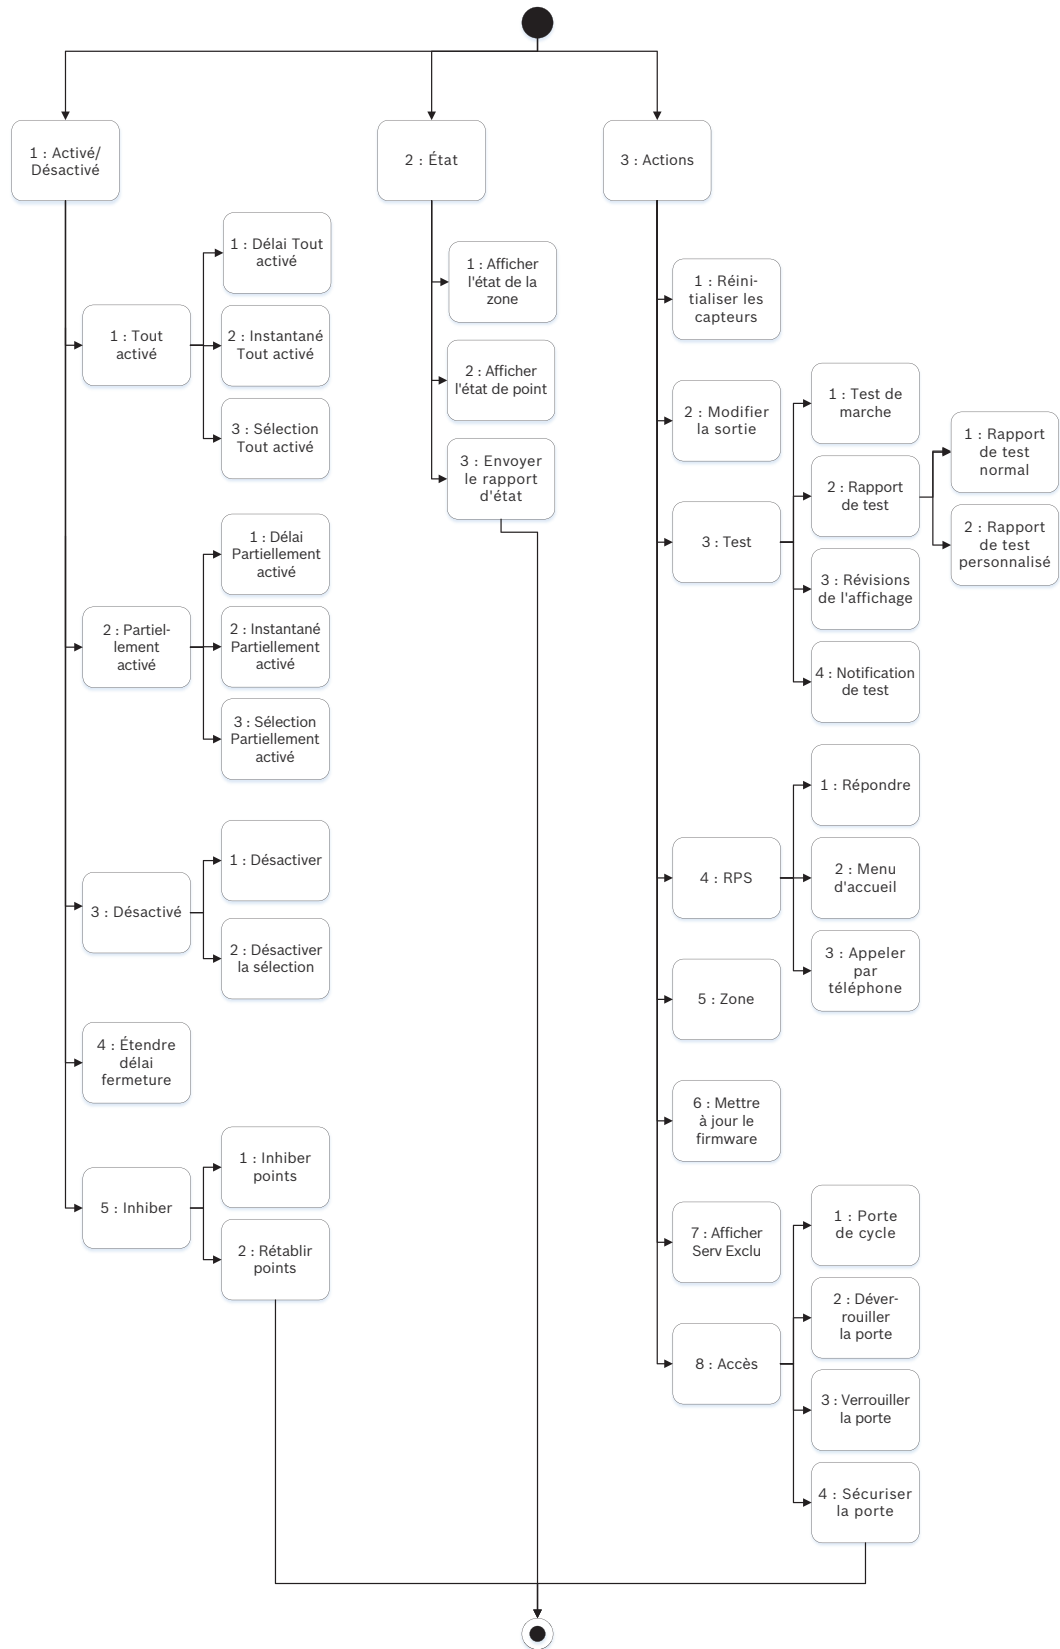 1 : Activé/
Désactivé
1 : Tout
activé
1 : Délai Tout
activé
2 : Instantané
Tout activé
3 : Sélection
Tout activé
2 : Partiel-
lement
activé
1 : Délai
Partiellement
activé
2 : Instantané
Partiellement
activé
3 : Sélection
Partiellement
activé
3 : Désactivé
1 : Désactiver
2 : Désactiver
la sélection
4 : Étendre
délai
fermeture
5 : Inhiber
1 : Inhiber
points
2 : Rétablir
points
2 : État
1 : Afficher
l'état de la
zone
2 : Afficher
l'état de point
3 : Envoyer
le rapport
d'état
3 : Actions
1 : Réini-
tialiser les
capteurs
2 : Modifier
la sortie
3 : Test
1 : Test de
marche
2 : Rapport
de test
1 : Rapport
de test
normal
2 : Rapport
de test
personnalisé
3 : Révisions
de l'affichage
4 : Notification
de test
4 : RPS
1 : Répondre
2 : Menu
d'accueil
3 : Appeler
par
téléphone
5 : Zone
6 : Mettre
à jour le
firmware
7 : Afficher
Serv Exclu
8 : Accès
1 : Porte
de cycle
2 : Déver-
rouiller
la porte
3 : Verrouiller
la porte
4 : Sécuriser
la porte